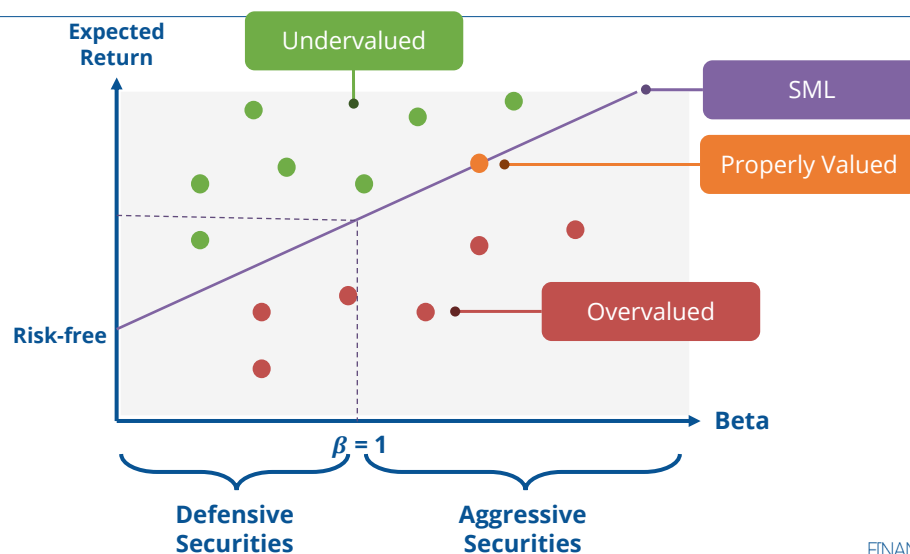 Expected
Return
Undervalued
SML
Properly Valued
Overvalued
Risk-free
Beta
β = 1
Defensive
Securities
Aggressive
Securities